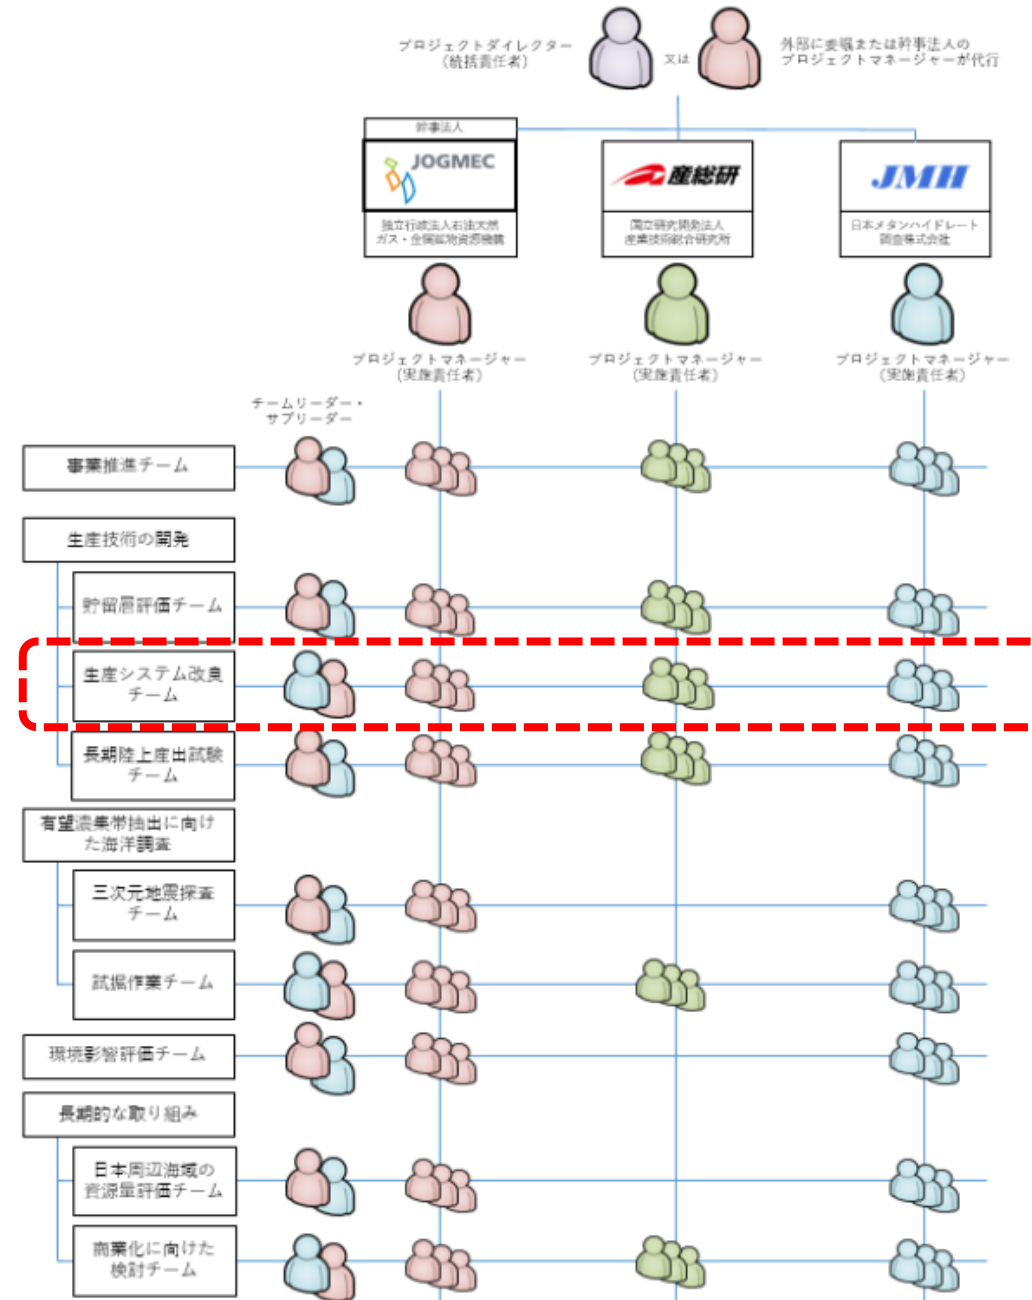 プロジェクトダイレクター
（統括責任者）
又は
外部に委嘱または幹事法人の
プロジェクトマネージャーが代行
幹事法人
JOGMEC
産総研
JMH
独立行政法人石油天然
ガス・金属鉱物資源機構
国立研究開発法人
産業技術総合研究所
日本メタンハイドレート
調査株式会社
プロジェクトマネージャー
（実施責任者）
プロジェクトマネージャー
（実施責任者）
プロジェクトマネージャー
（実施責任者）
チームリーダー・
サブリーダー
事業推進チーム
生産技術の開発
貯留層評価チーム
生産システム改良
チーム
長期陸上産出試験
チーム
有望濃集帯抽出に向け
た海洋調査
三次元地震探査
チーム
試掘作業チーム
環境影響評価チーム
長期的な取り組み
日本周辺海域の
資源量評価チーム
商業化に向けた
検討チーム